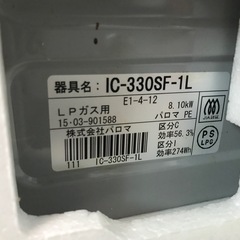 器具名：IC-330SF-1L
E1-4-12
LPガス用 8.10kW
15·03-901588 パロマ PE
株式会社パロマ 区分C
効率56.3%
区分I
効率274Wh
111 IC-330SF-1L
PS
LPG